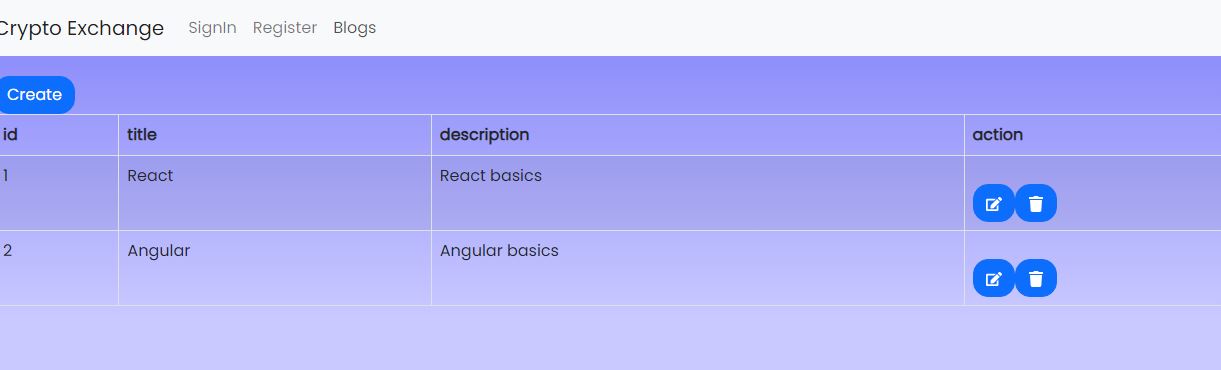 Crypto Exchange SignIn Register Blogs
Create
id title description action
1 React React basics
2 Angular Angular basics